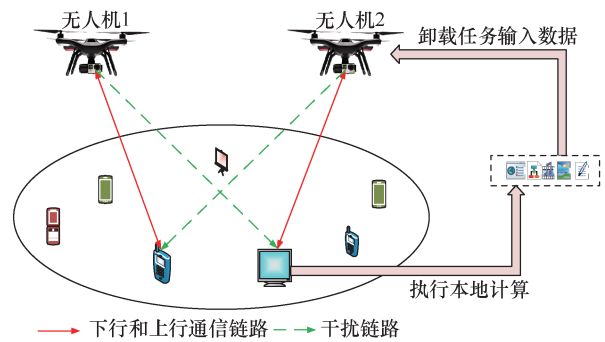 无人机1
无人机2
卸载任务输入数据
执行本地计算
下行和上行通信链路
干扰链路